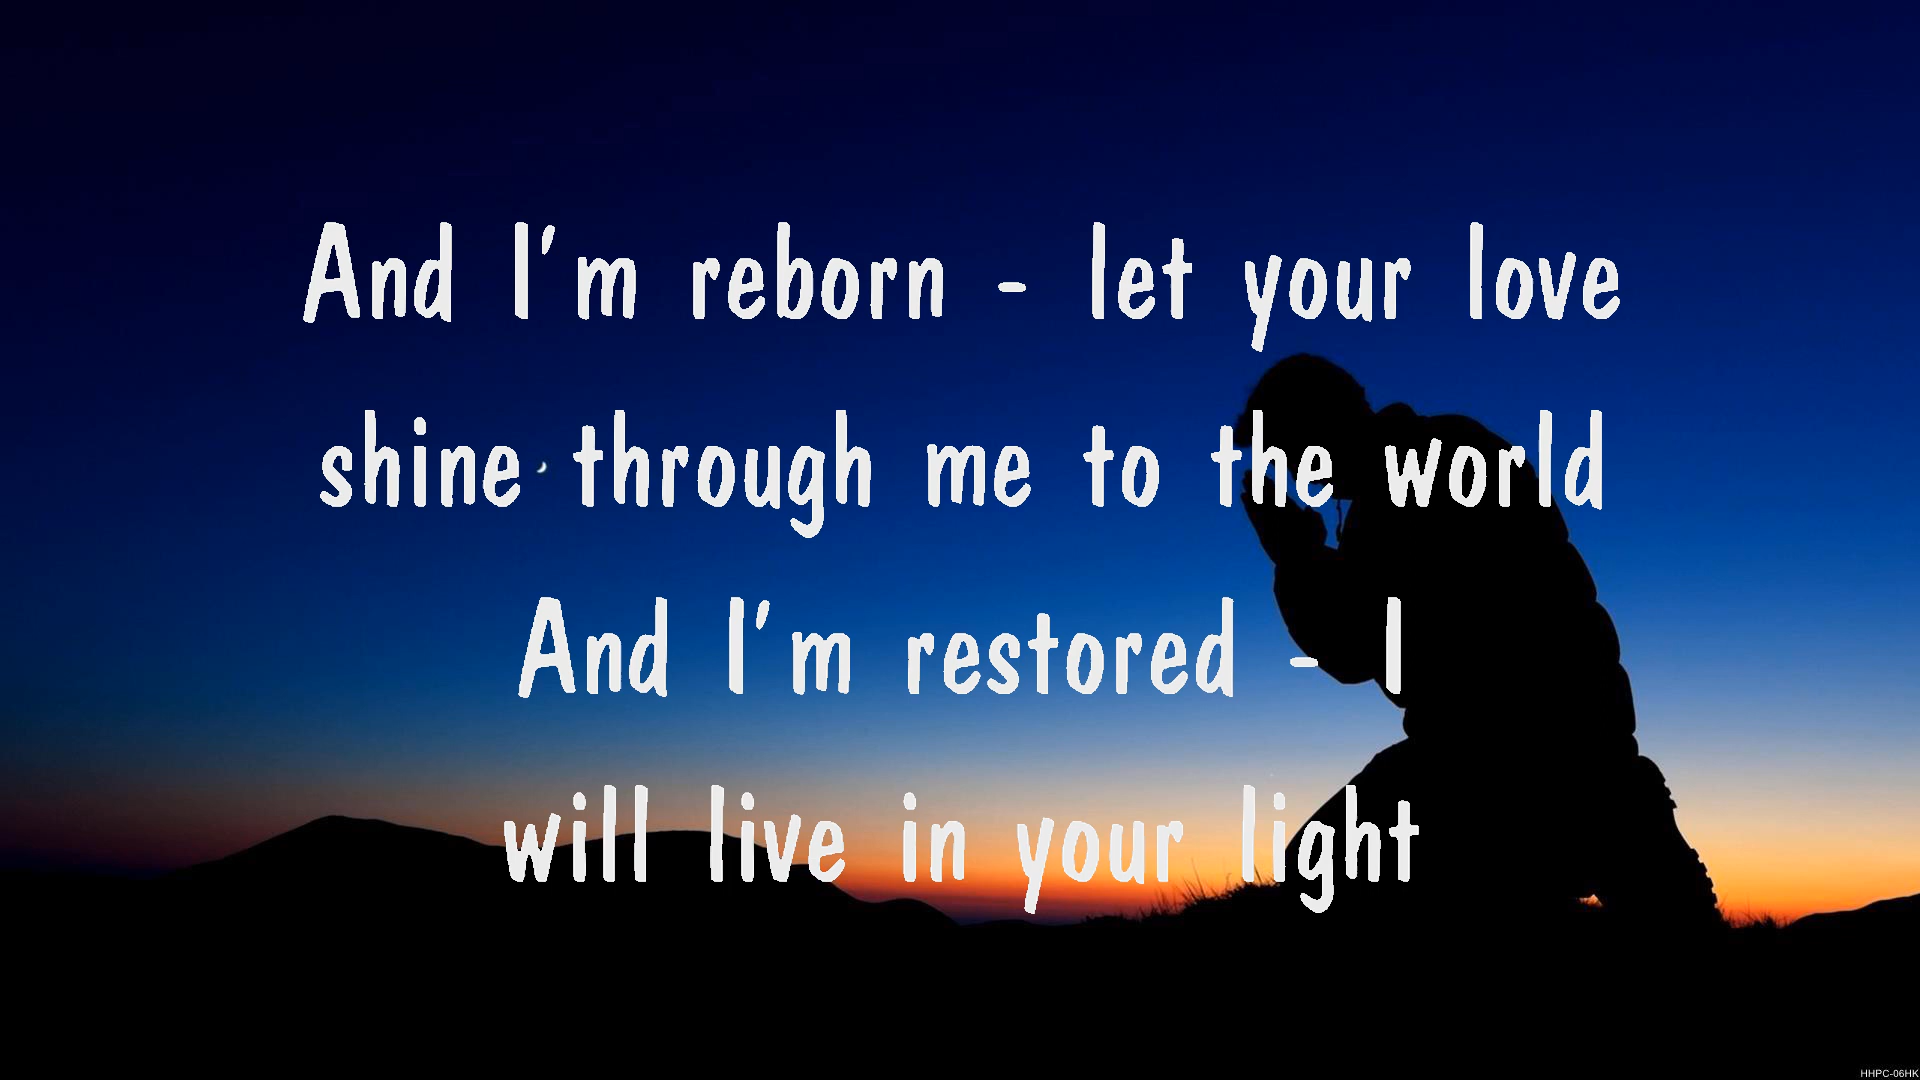 And I'm reborn - let your love
shine through me to the world
And I'm restored - I
will live in your light
HHPC-06HK